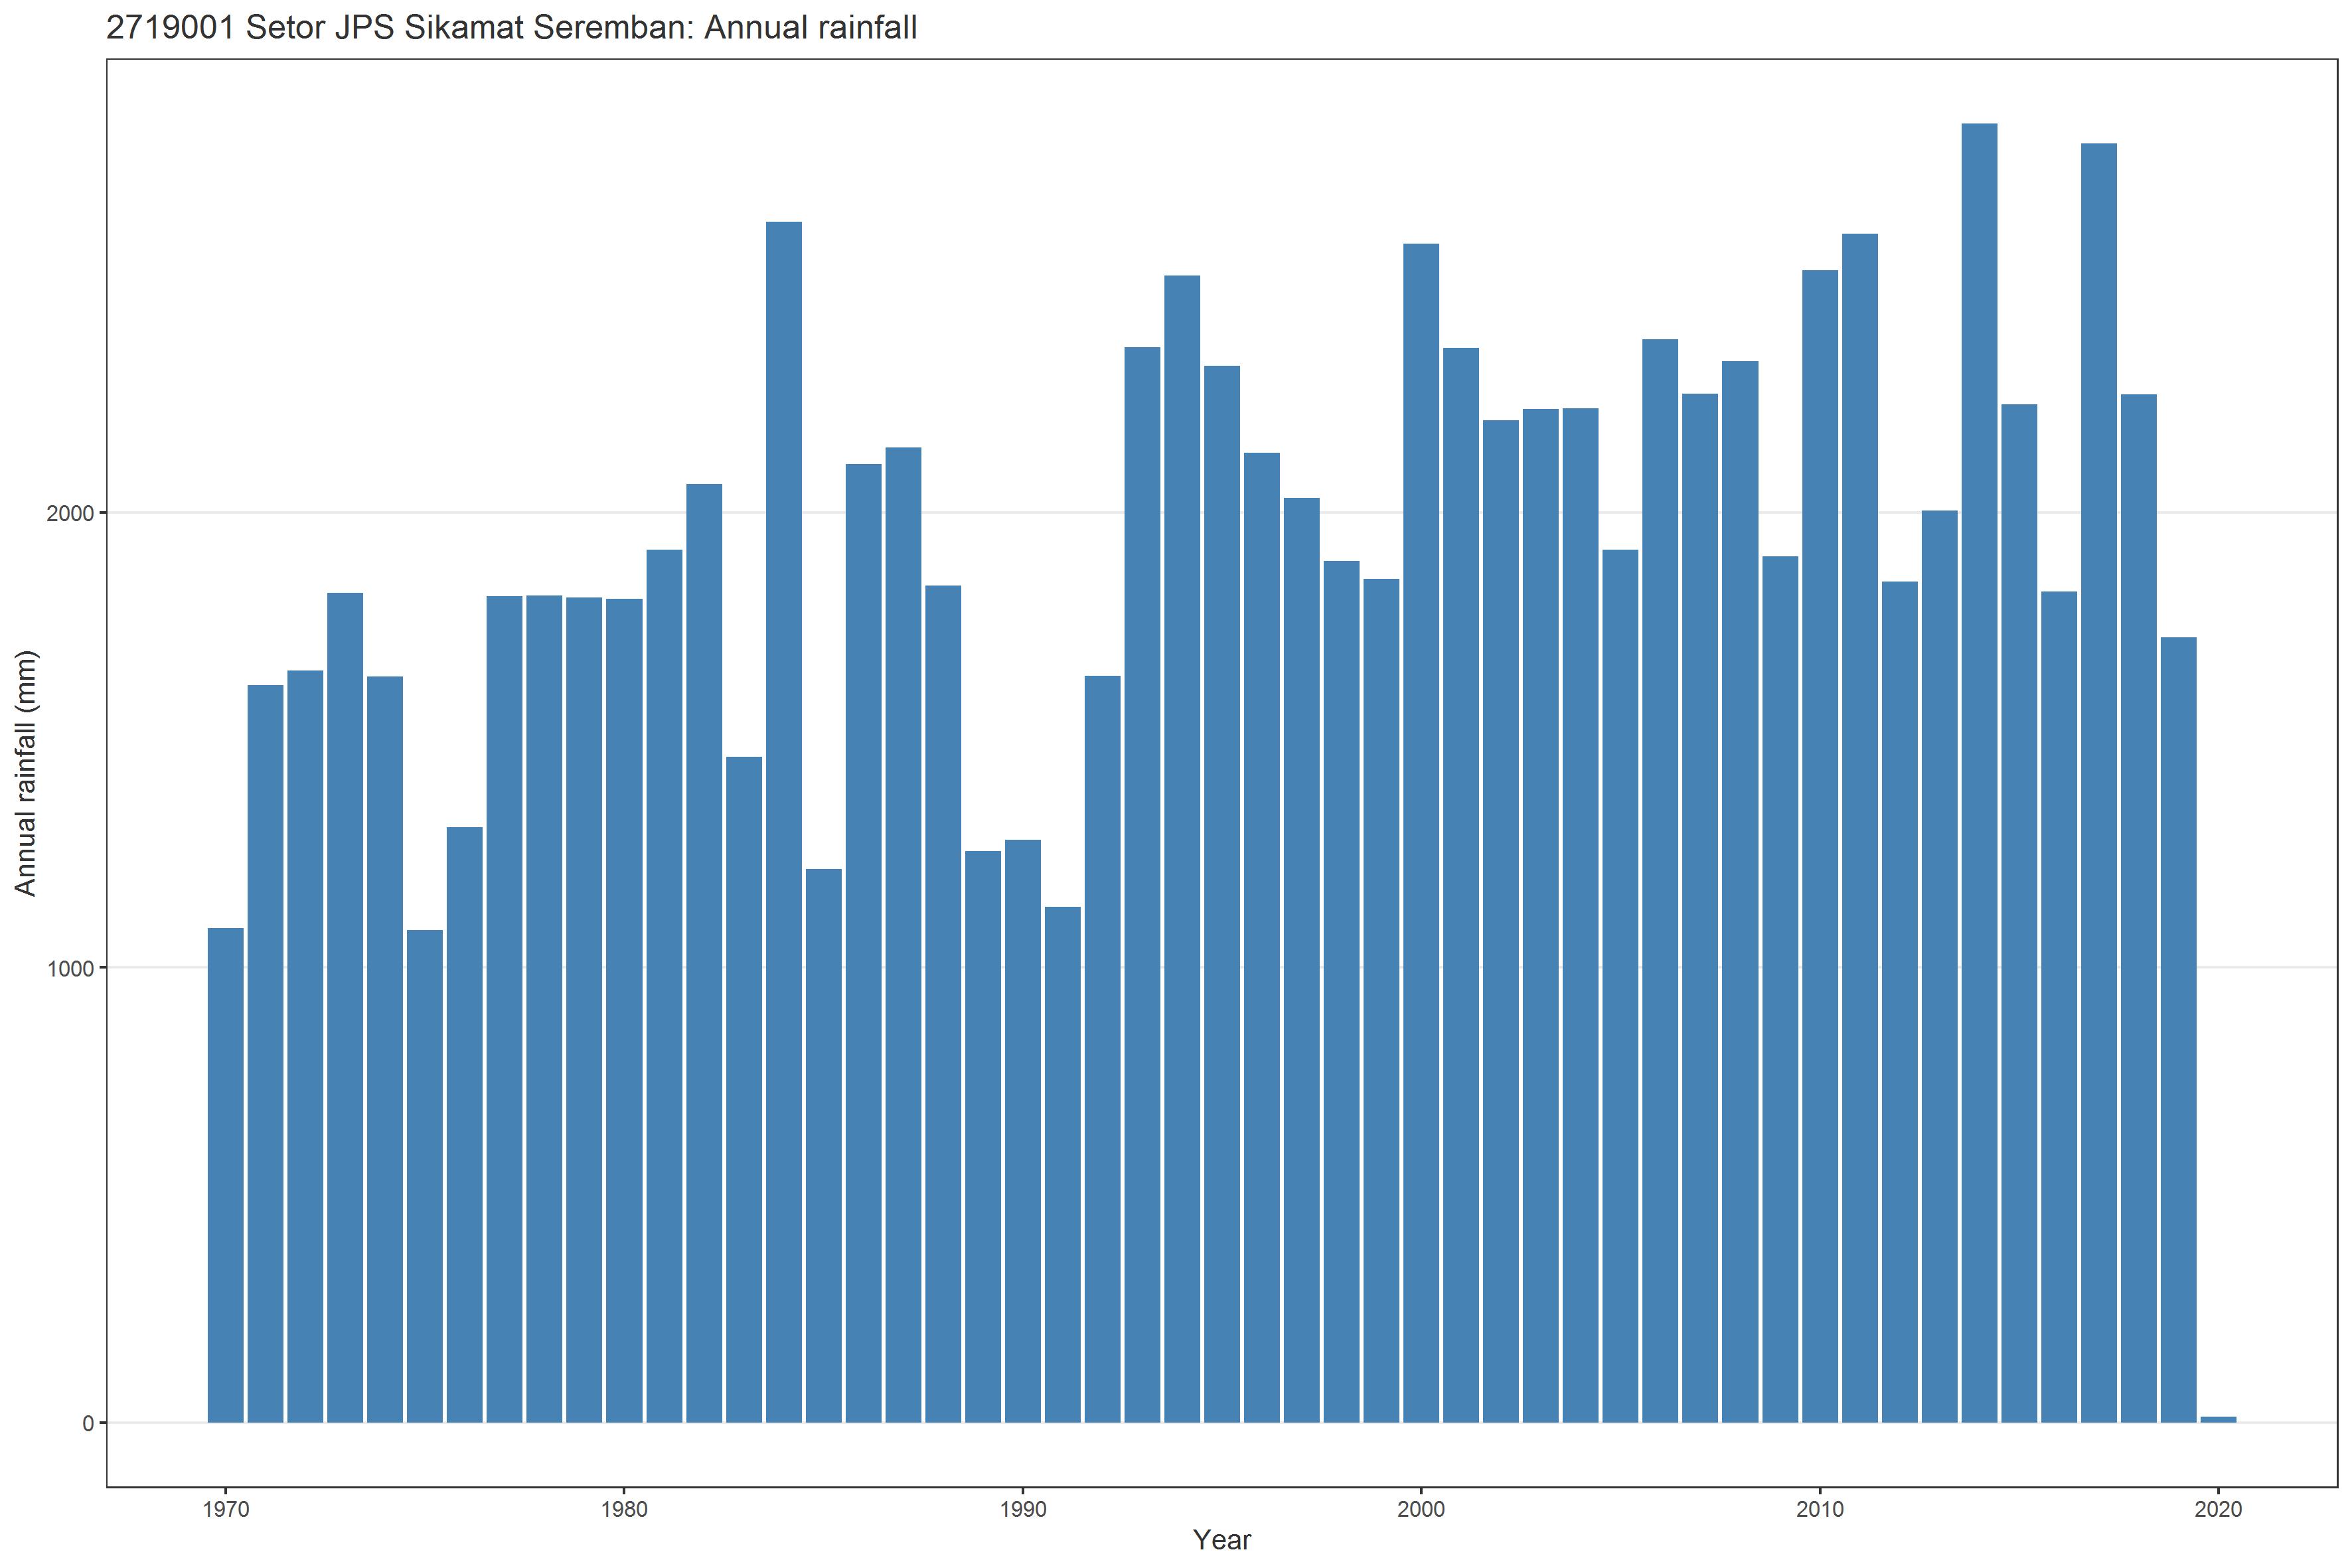 2719001 Setor JPS Sikamat Seremban: Annual rainfall
Annual rainfall (mm)
2000
1000
0
1970 1980 1990 2000 2010 2020
Year